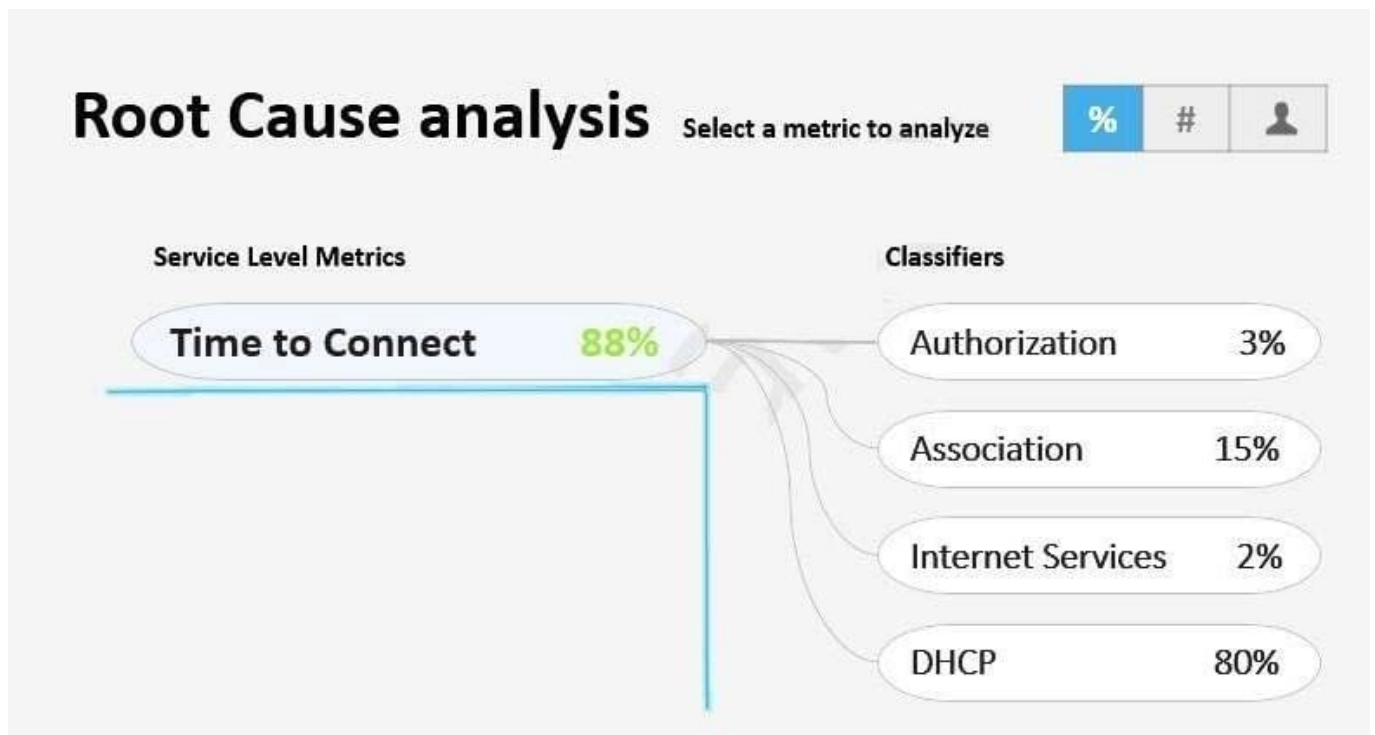 Root Cause analysis Select a metric to analyze % #
Service Level Metrics Classifiers
Time to Connect 88% Authorization 3%
Association 15%
Internet Services 2%
DHCP 80%